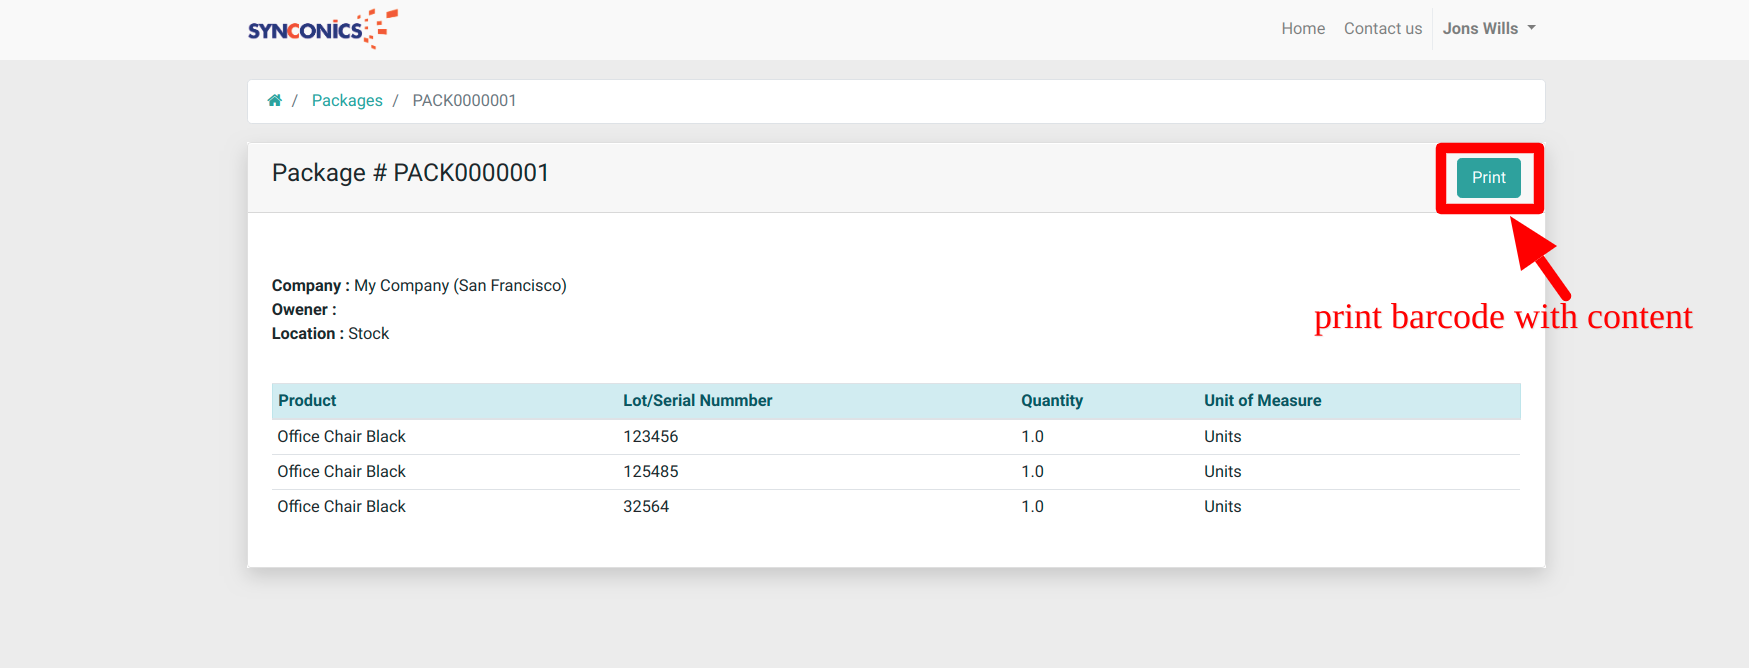 SYNCONICS
Home Contact us Jons Wills
/ Packages / PACK0000001
Package # PACK0000001
Print
Company : My Company (San Francisco)
Owener :
print barcode with content
Location : Stock
Product Lot/Serial Nummber Quantity Unit of Measure
Office Chair Black 123456 1.0 Units
Office Chair Black 125485 1.0 Units
Office Chair Black 32564 1.0 Units